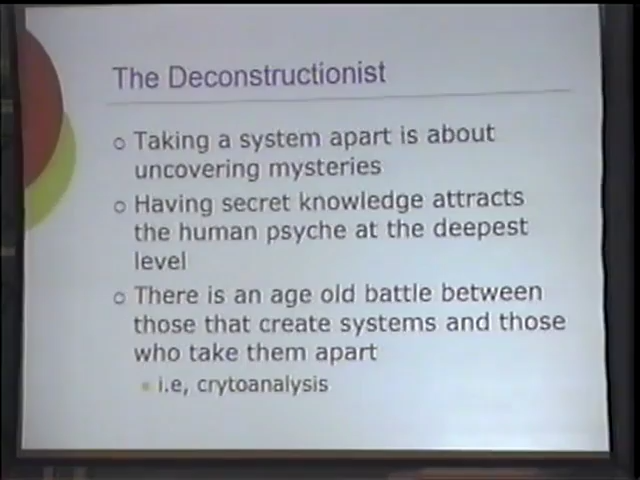 The Deconstructionist
Taking a system apart is about
uncovering mysteries
Having secret knowledge attracts
the human psyche at the deepest
level
There is an age old battle between
those that create systems and those
who take them apart
i.e, crytoanalysis